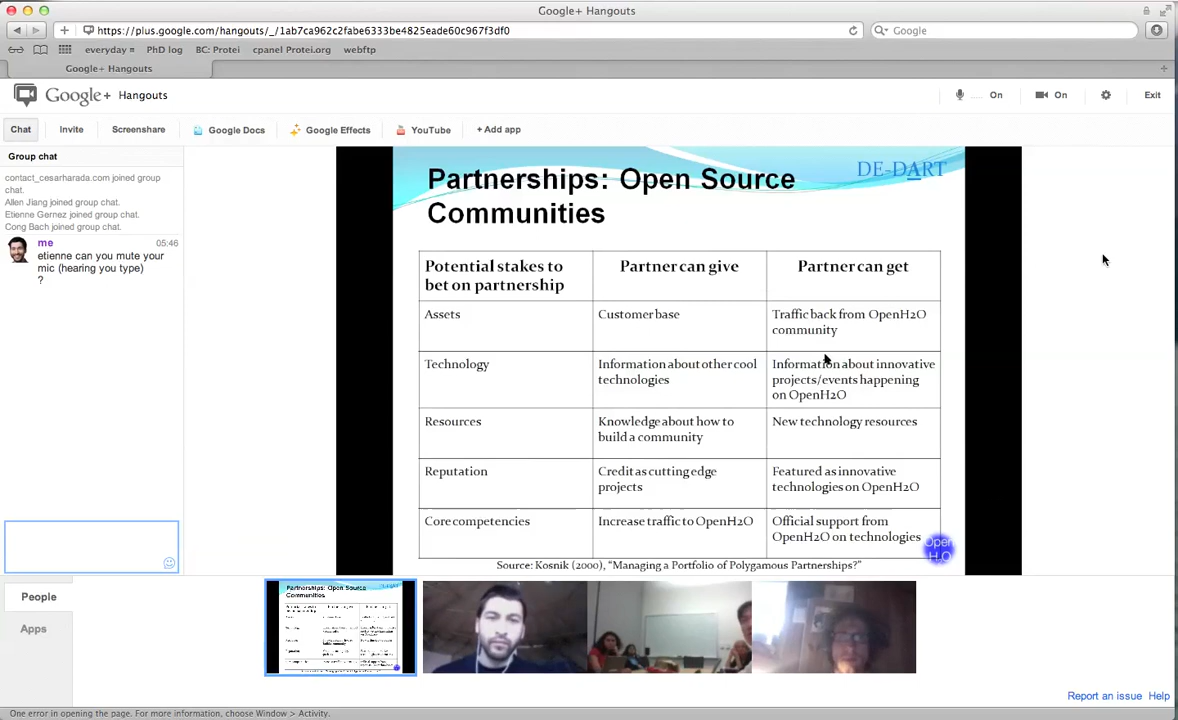 Google+ Hangouts
https://plus.google.com/hangouts/_/1ab7ca962c2fabe6333be4825eade60c967f3df0
Google
everyday
PhD log
BC: Protei
cpanel Protei.org
webftp
Google+ Hangouts
Google+ Hangouts
On
On
Exit
Chat
Invite
Screenshare
Google Docs
Google Effects
YouTube
+ Add app
Group chat
contact_cesarharada.com joined group
chat.
Allen Jiang joined group chat.
Etienne Gernez joined group chat.
Cong Bach joined group chat.
me 05:46
etienne can you mute your
mic (hearing you type)
?
DE-DART
Partnerships: Open Source
Communities
Potential stakes to
bet on partnership
Partner can give
Partner can get
Assets
Customer base
Traffic back from OpenH2O
community
Technology
Information about other cool
technologies
Information about innovative
projects/events happening
on OpenH2O
Resources
Knowledge about how to
build a community
New technology resources
Reputation
Credit as cutting edge
projects
Featured as innovative
technologies on OpenH2O
Core competencies
Increase traffic to OpenH2O
Official support from
OpenH2O on technologies
Open
H2O
Source: Kosnik (2000), “Managing a Portfolio of Polygamous Partnerships?”
People
Apps
Partnerships: Open Source
Communities
Report an issue Help
One error in opening the page. For more information, choose Window > Activity.